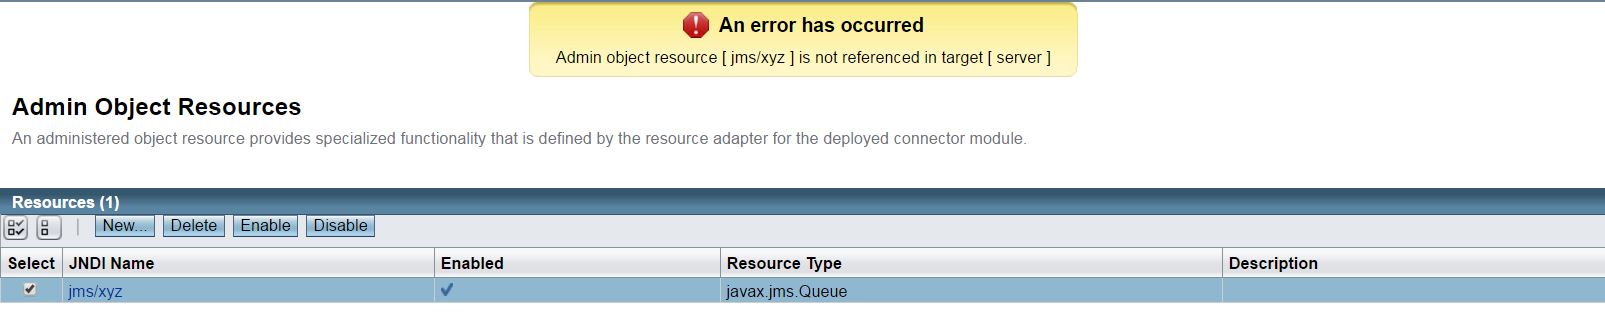 An error has occurred
Admin object resource [ jms/xyz ] is not referenced in target [ server ]
Admin Object Resources
An administered object resource provides specialized functionality that is defined by the resource adapter for the deployed connector module.
Resources (1)
New... Delete Enable Disable
Select JNDI Name Enabled Resource Type Description
jms/xyz javax.jms.Queue